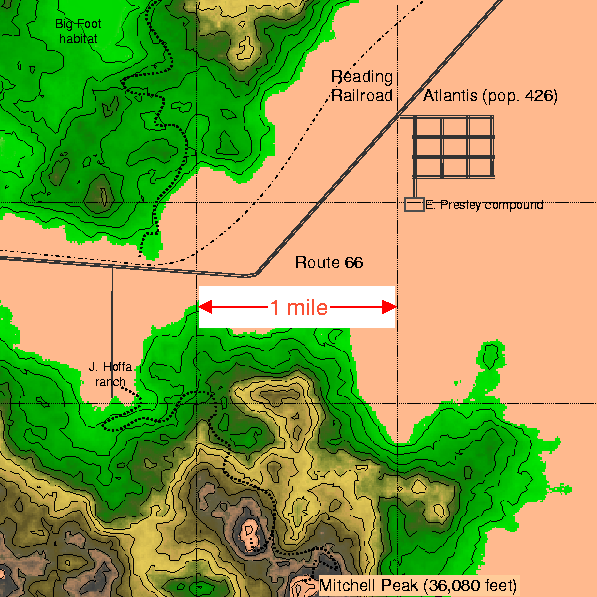 Big Foot
habitat
Reading
Railroad
Atlantis (pop. 426)
E. Presley compound
Route 66
1 mile
J. Hoffa
ranch
Mitchell Peak (36,080 feet)